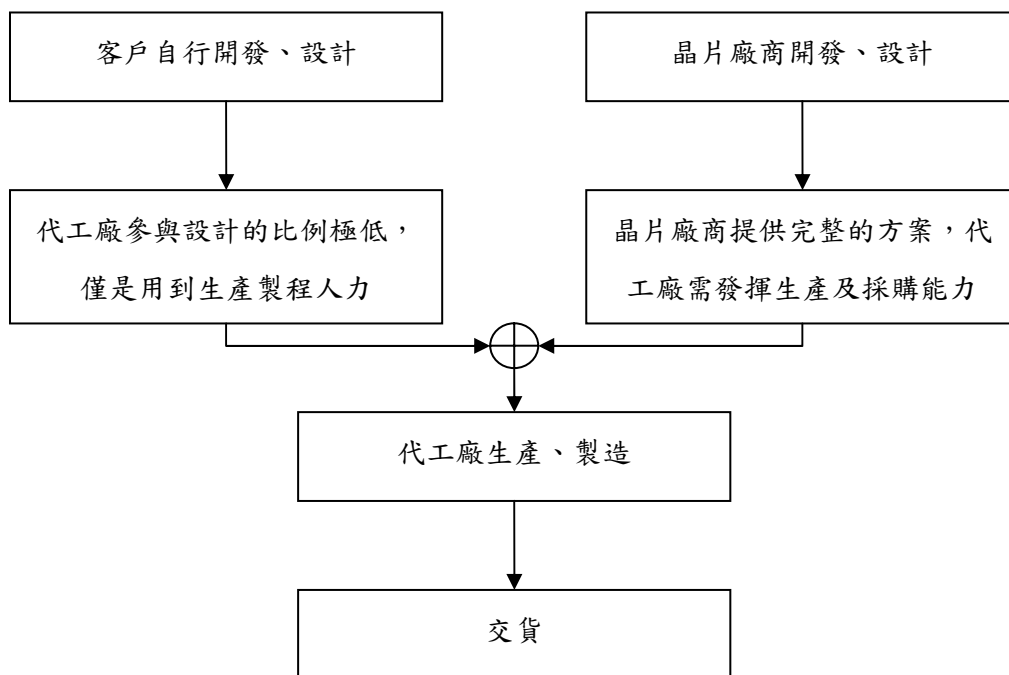 客戶自行開發、設計
晶片廠商開發、設計
代工廠參與設計的比例極低，
僅是用到生產製程人力
晶片廠商提供完整的方案，代
工廠需發揮生產及採購能力
代工廠生產、製造
交貨